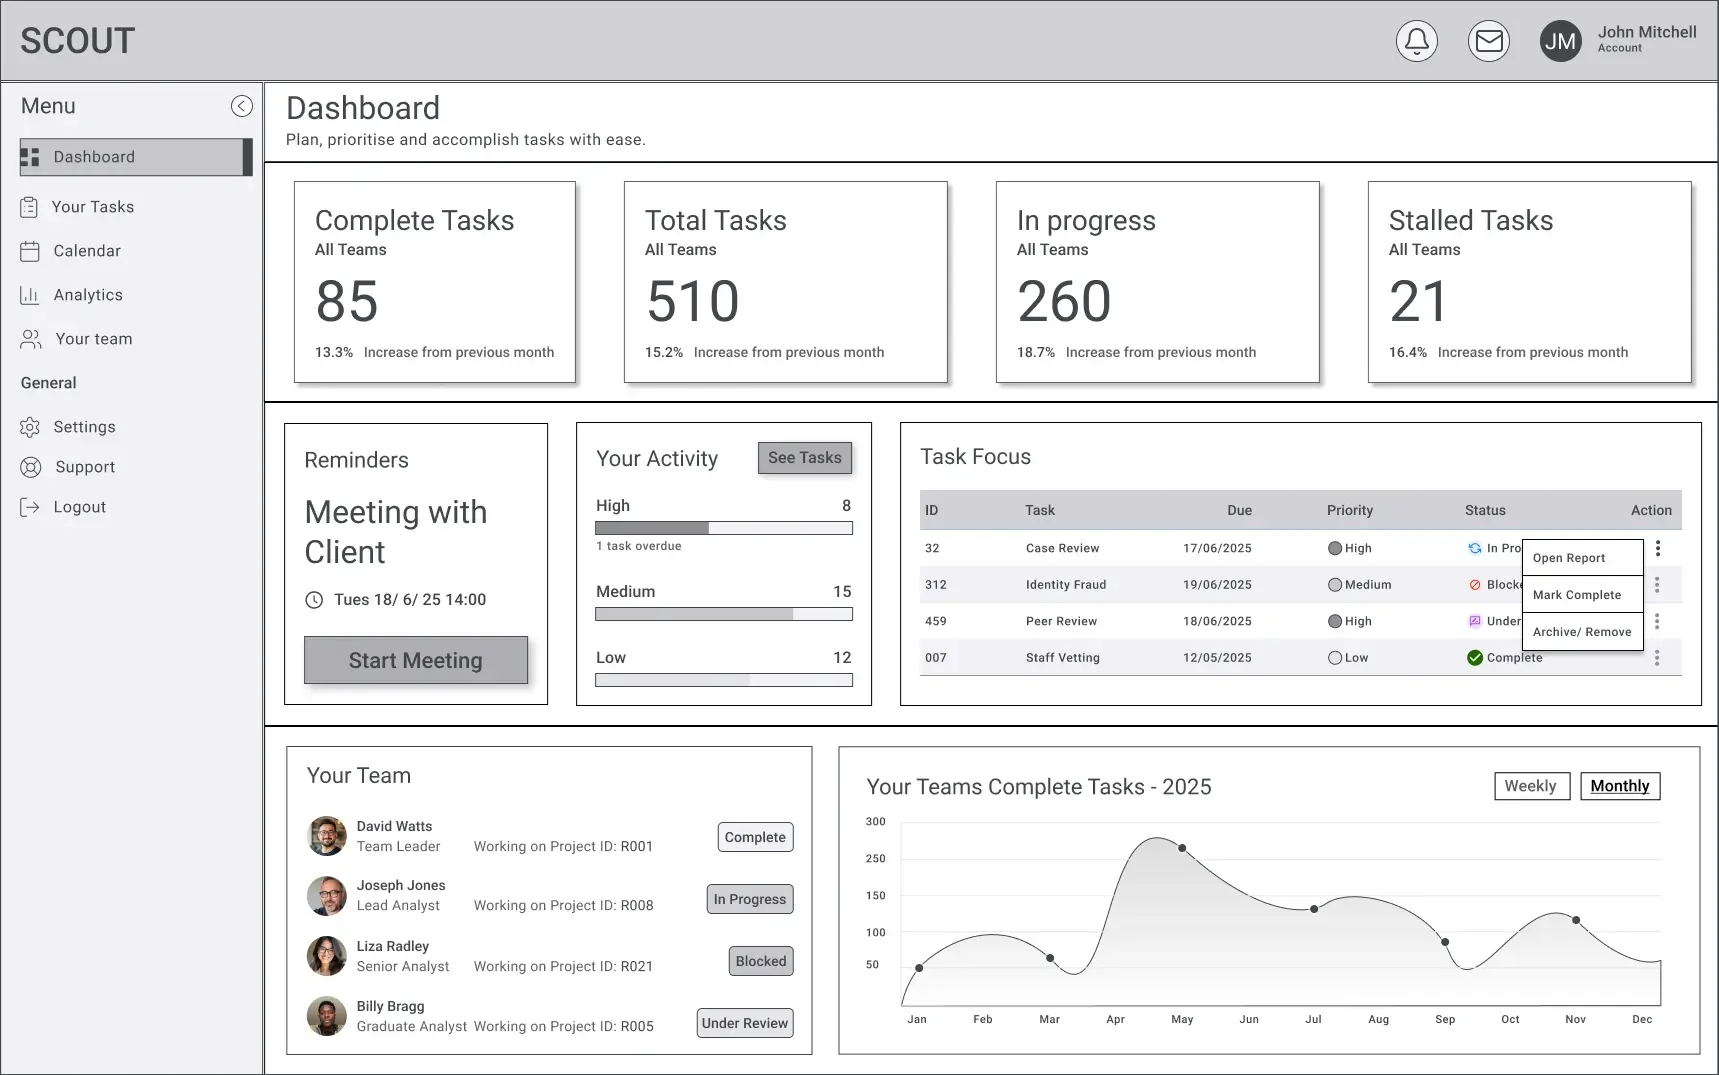 SCOUT
JM
John Mitchell
Account
Menu
Dashboard
Your Tasks
Calendar
Analytics
Your team
General
Settings
Support
Logout
Dashboard
Plan, prioritise and accomplish tasks with ease.
Complete Tasks
All Teams
85
13.3% Increase from previous month
Total Tasks
All Teams
510
15.2% Increase from previous month
In progress
All Teams
260
18.7% Increase from previous month
Stalled Tasks
All Teams
21
16.4% Increase from previous month
Reminders
Meeting with
Client
Tues 18/ 6/ 25 14:00
Start Meeting
Your Activity
See Tasks
High 8
1 task overdue
Medium 15
Low 12
Task Focus
ID Task Due Priority Status Action
32 Case Review 17/06/2025 High In Pro
312 Identity Fraud 19/06/2025 Medium Blocke
459 Peer Review 18/06/2025 High Under
007 Staff Vetting 12/05/2025 Low Complete
Open Report
Mark Complete
Archive/ Remove
Your Team
David Watts
Team Leader Working on Project ID: R001
Complete
Joseph Jones
Lead Analyst Working on Project ID: R008
In Progress
Liza Radley
Senior Analyst Working on Project ID: R021
Blocked
Billy Bragg
Graduate Analyst Working on Project ID: R005
Under Review
Your Teams Complete Tasks - 2025
Weekly
Monthly
300
250
150
100
50
Jan Feb Mar Apr May Jun Jul Aug Sep Oct Nov Dec